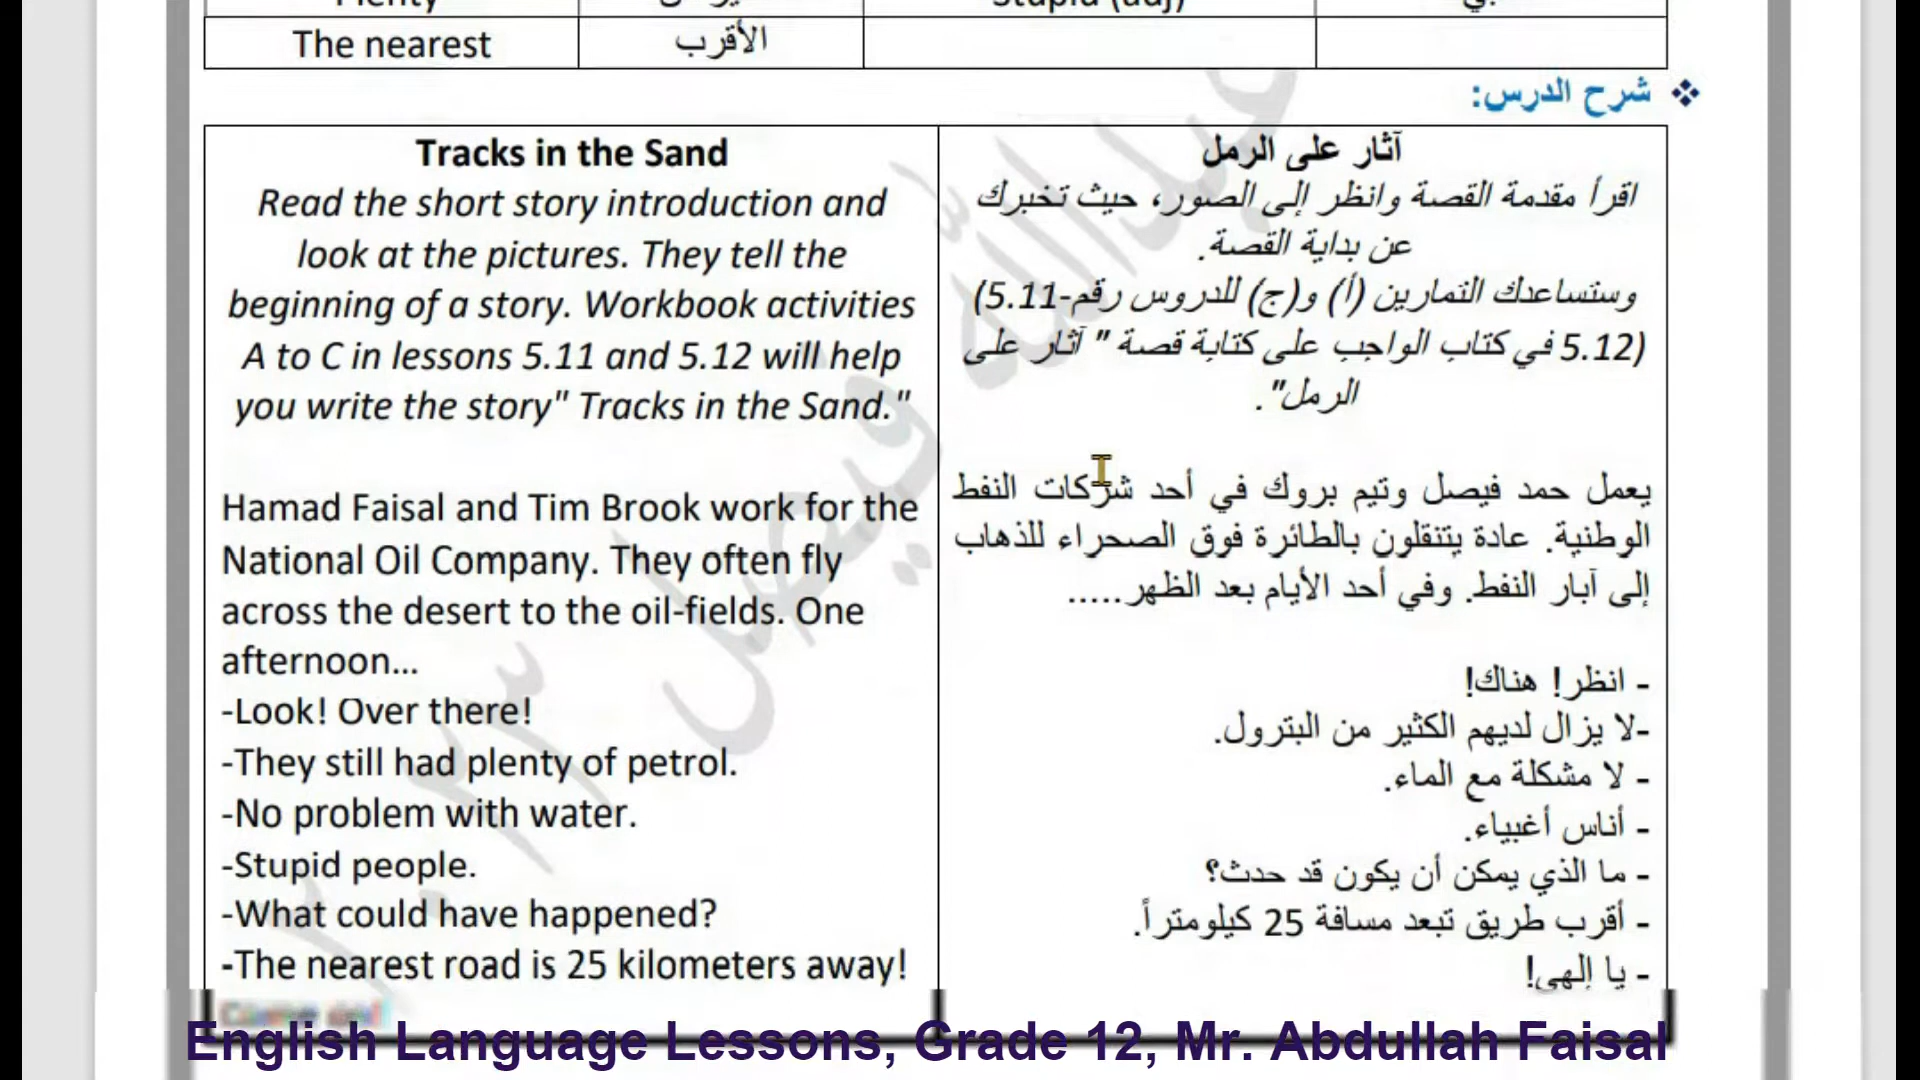 Plenty
Stupid (adj)
The nearest
الأقرب
❖ شرح الدرس:
Tracks in the Sand
Read the short story introduction and
look at the pictures. They tell the
beginning of a story. Workbook activities
A to C in lessons 5.11 and 5.12 will help
you write the story" Tracks in the Sand."
Hamad Faisal and Tim Brook work for the
National Oil Company. They often fly
across the desert to the oil-fields. One
afternoon...
-Look! Over there!
-They still had plenty of petrol.
-No problem with water.
-Stupid people.
-What could have happened?
-The nearest road is 25 kilometers away!
آثار على الرمل
اقرأ مقدمة القصة وانظر إلى الصور، حيث تخبرك
عن بداية القصة.
وستساعدك التمارين (أ) و(ج) للدروس رقم-5.11)
(5.12 في كتاب الواجب على كتابة قصة " آثار على
الرمل".
يعمل حمد فيصل وتيم بروك في أحد شركات النفط
الوطنية. عادة يتنقلون بالطائرة فوق الصحراء للذهاب
إلى آبار النفط. وفي أحد الأيام بعد الظهر.....
- انظر! هناك!
-لا يزال لديهم الكثير من البترول.
- لا مشكلة مع الماء.
- أناس أغبياء.
- ما الذي يمكن أن يكون قد حدث؟
- أقرب طريق تبعد مسافة 25 كيلومتراً.
- يا إلهي!
عبدالله فيصل ٢٠٢٣
English Language Lessons, Grade 12, Mr. Abdullah Faisal